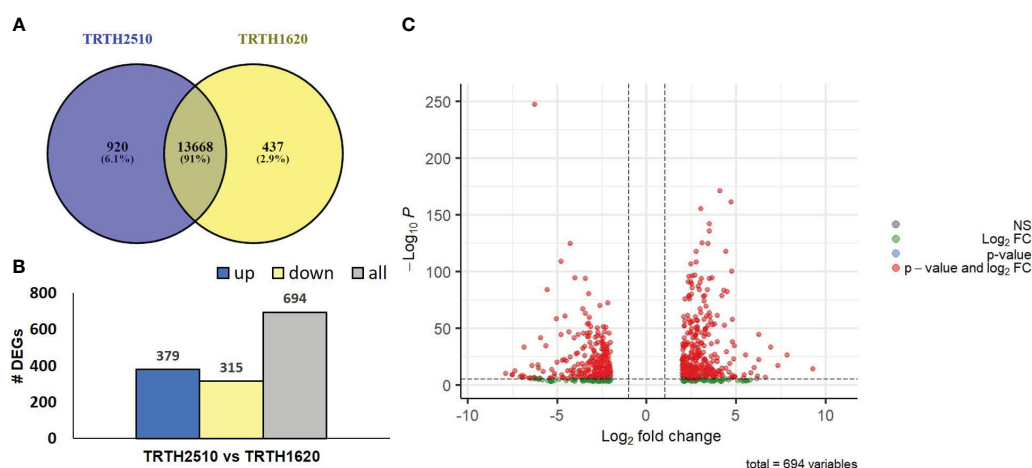 A
TRTH2510 TRTH1620
920
(6.1%)
13668
(91%)
437
(2.9%)
B
up down all
# DEGs
800
600
400
200
0
379
315
694
TRTH2510 vs TRTH1620
C
− Log₁₀ P
250
200
150
100
50
0
-10 -5 0 5 10
Log₂ fold change
total = 694 variables
NS
Log₂ FC
p-value
p − value and log₂ FC